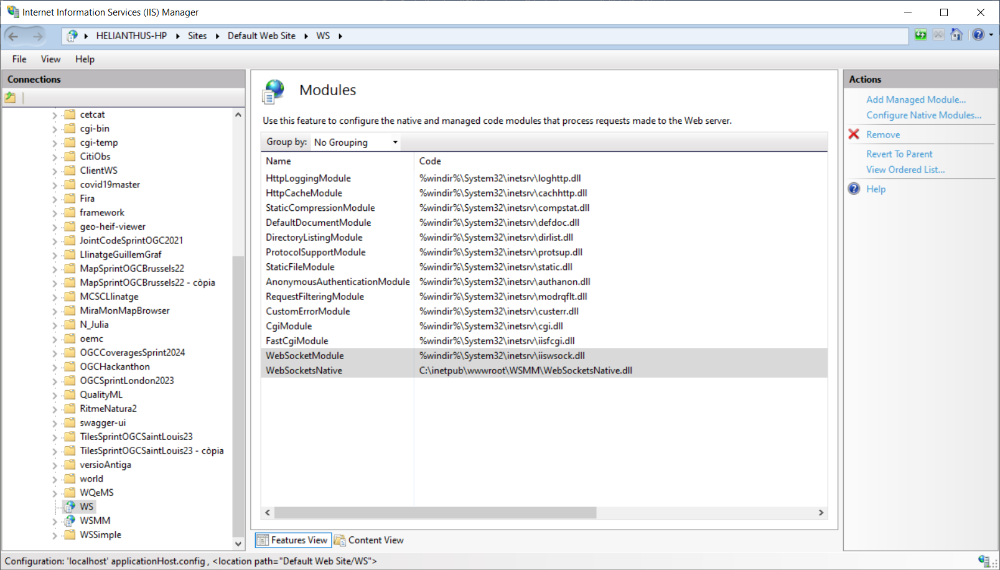 Internet Information Services (IIS) Manager
HELIANTHUS-HP Sites Default Web Site WS
File View Help
Connections
cetcat
cgi-bin
cgi-temp
CitiObs
ClientWS
covid19master
Fira
framework
geo-heif-viewer
JointCodeSprintOGC2021
LlinatgeGuillemGraf
MapSprintOGCBrussels22
MapSprintOGCBrussels22 - còpia
MCSCLlinatge
MiraMonMapBrowser
N_Julia
oemc
OGCCoveragesSprint2024
OGCHackanthon
OGCSprintLondon2023
QualityML
RitmeNatura2
swagger-ui
TilesSprintOGCSaintLouis23
TilesSprintOGCSaintLouis23 - còpia
versioAntiga
world
WQeMS
WS
WSMM
WSSimple
Modules
Use this feature to configure the native and managed code modules that process requests made to the Web server.
Group by: No Grouping
Name Code
HttpLoggingModule %windir%\System32\inetsrv\loghttp.dll
HttpCacheModule %windir%\System32\inetsrv\cachhttp.dll
StaticCompressionModule %windir%\System32\inetsrv\compstat.dll
DefaultDocumentModule %windir%\System32\inetsrv\defdoc.dll
DirectoryListingModule %windir%\System32\inetsrv\dirlist.dll
ProtocolSupportModule %windir%\System32\inetsrv\protsup.dll
StaticFileModule %windir%\System32\inetsrv\static.dll
AnonymousAuthenticationModule %windir%\System32\inetsrv\authanon.dll
RequestFilteringModule %windir%\System32\inetsrv\modrqflt.dll
CustomErrorModule %windir%\System32\inetsrv\custerr.dll
CgiModule %windir%\System32\inetsrv\cgi.dll
FastCgiModule %windir%\System32\inetsrv\iisfcgi.dll
WebSocketModule %windir%\System32\inetsrv\iiswsock.dll
WebSocketsNative C:\inetpub\wwwroot\WSMM\WebSocketsNative.dll
Features View Content View
Actions
Add Managed Module...
Configure Native Modules...
Remove
Revert To Parent
View Ordered List...
Help
Configuration: 'localhost' applicationHost.config , <location path="Default Web Site/WS">